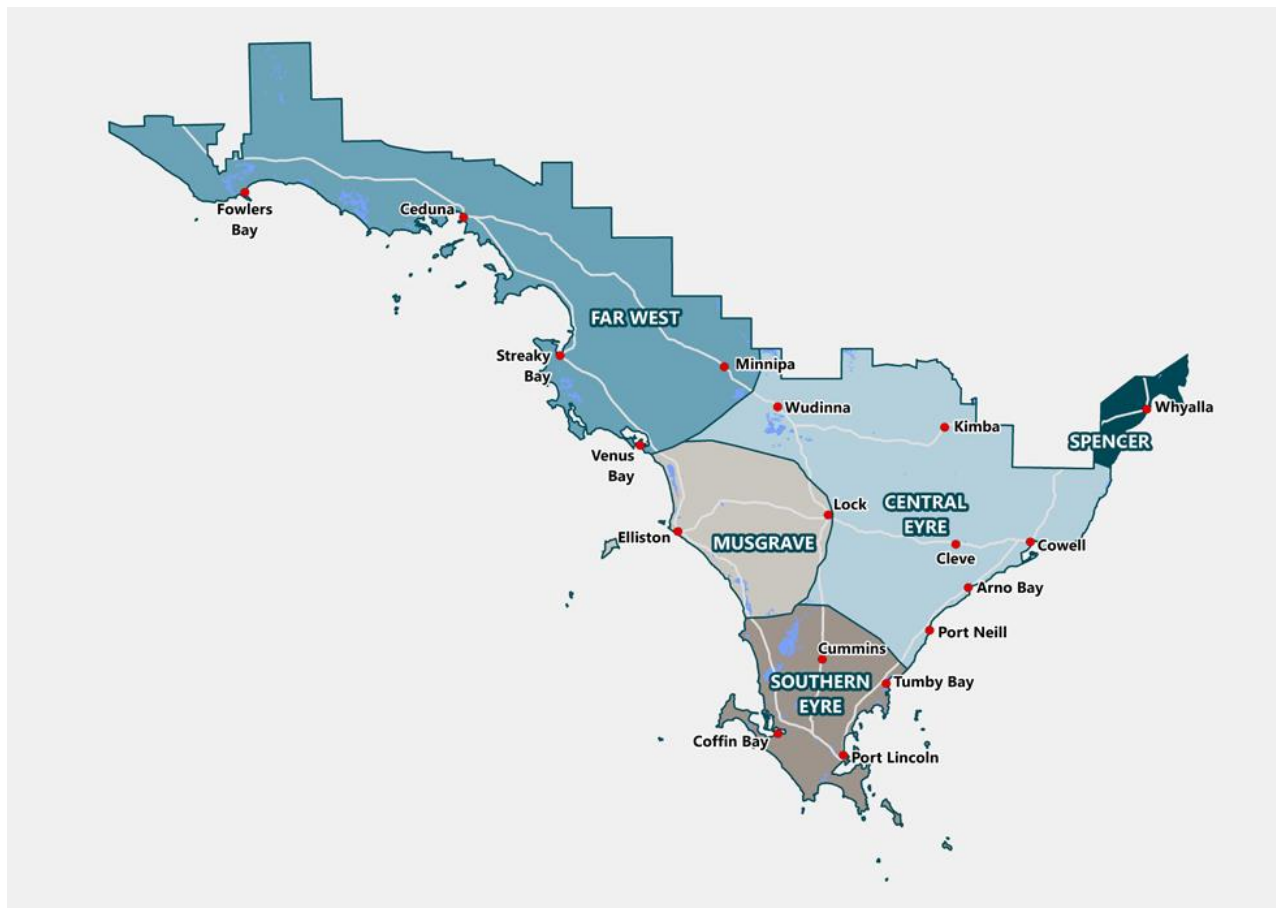 Fowlers
Bay
Ceduna
FAR WEST
Streaky
Bay
Minnipa
Wudinna
Kimba
Whyalla
SPENCER
Venus
Bay
Lock
CENTRAL
EYRE
Elliston
MUSGRAVE
Cleve
Cowell
Arno Bay
Port Neill
Cummins
SOUTHERN
EYRE
Tumby Bay
Coffin Bay
Port Lincoln